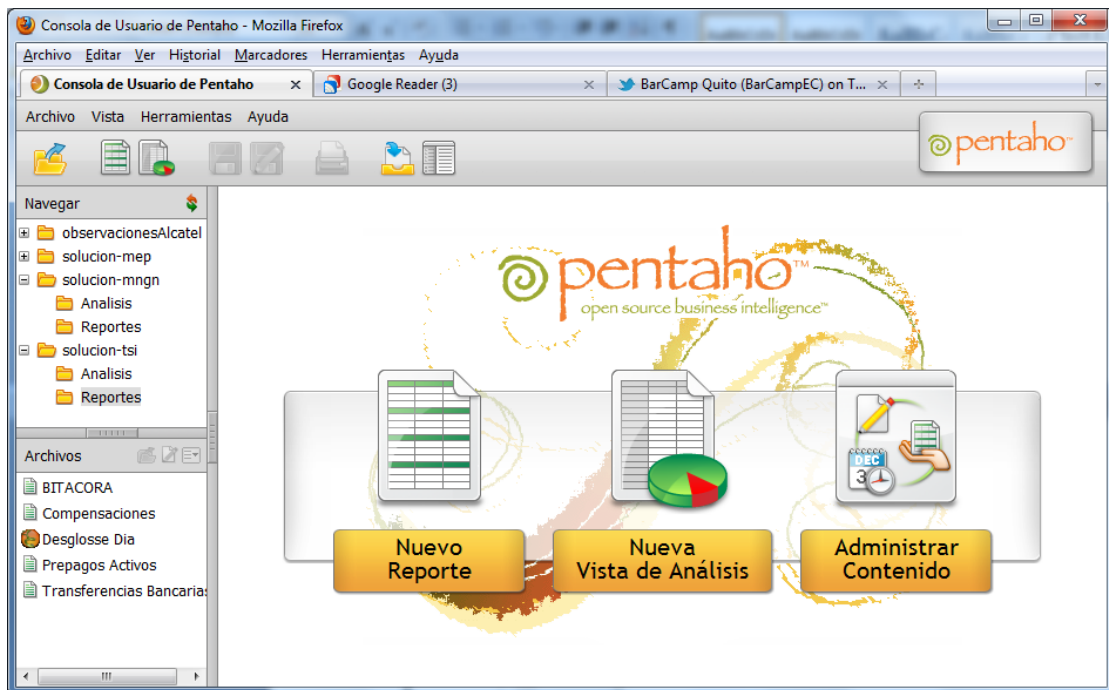 Consola de Usuario de Pentaho - Mozilla Firefox
Archivo Editar Ver Historial Marcadores Herramientas Ayuda
Consola de Usuario de Pentaho
Google Reader (3)
BarCamp Quito (BarCampEC) on T...
Archivo Vista Herramientas Ayuda
pentaho™
Navegar
observacionesAlcatel
solucion-mep
solucion-mngn
Analisis
Reportes
solucion-tsi
Analisis
Reportes
Archivos
BITACORA
Compensaciones
Desglosse Dia
Prepagos Activos
Transferencias Bancarias
pentaho™
open source business intelligence™
DEC
3
Nuevo
Reporte
Nueva
Vista de Análisis
Administrar
Contenido